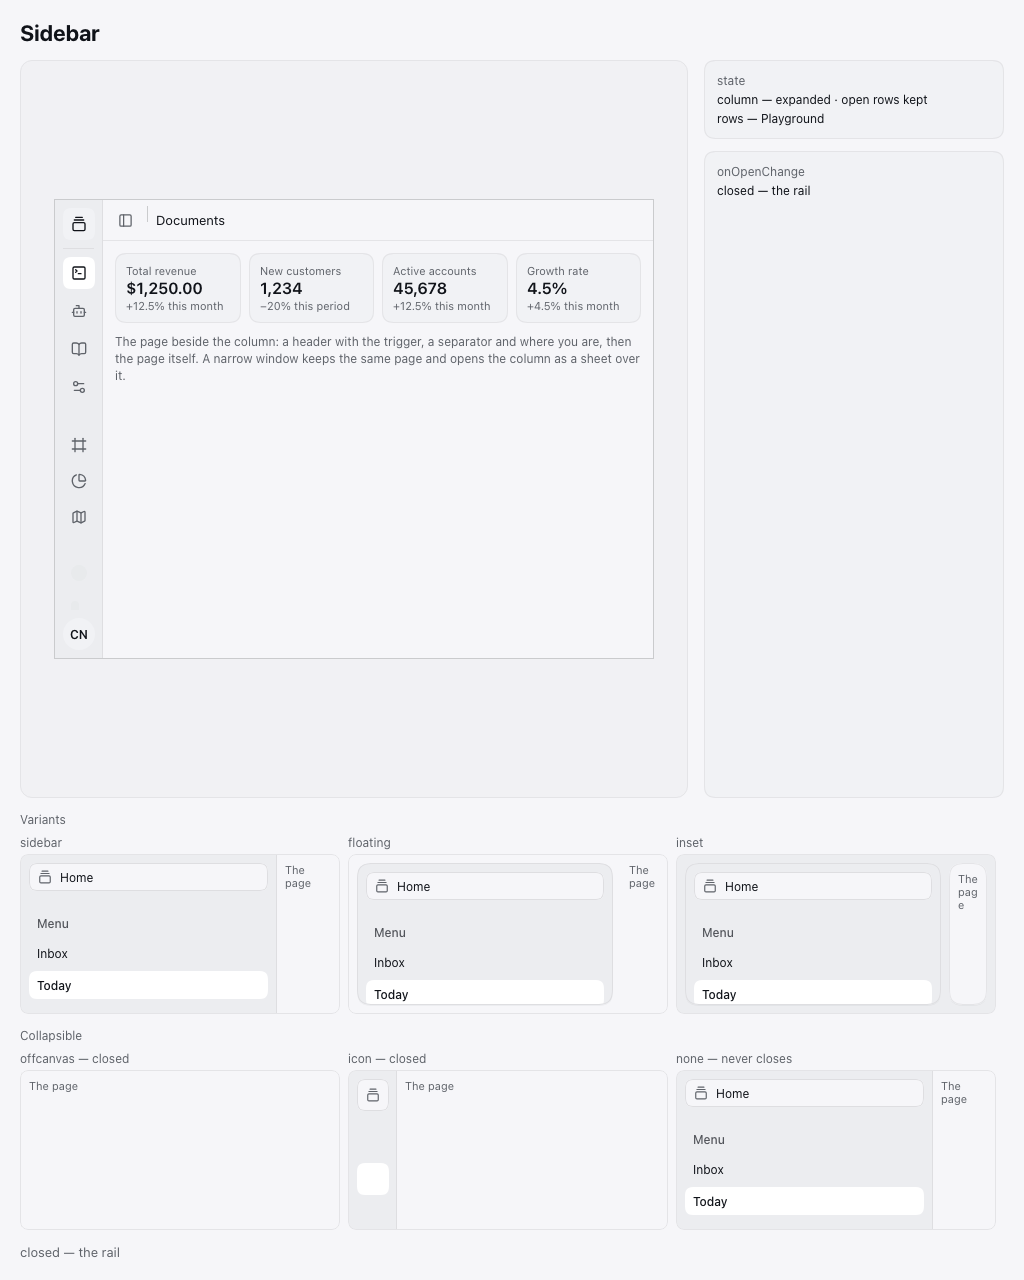 Sidebar
Documents
Total revenue
$1,250.00
+12.5% this month
New customers
1,234
−20% this period
Active accounts
45,678
+12.5% this month
Growth rate
4.5%
+4.5% this month
The page beside the column: a header with the trigger, a separator and where you are, then
the page itself. A narrow window keeps the same page and opens the column as a sheet over
it.
CN
state
column — expanded · open rows kept
rows — Playground
onOpenChange
closed — the rail
Variants
sidebar
Home
Menu
Inbox
Today
The
page
floating
Home
Menu
Inbox
Today
The
page
inset
Home
Menu
Inbox
Today
The
pag
e
Collapsible
offcanvas — closed
The page
icon — closed
The page
none — never closes
Home
Menu
Inbox
Today
The
page
closed — the rail